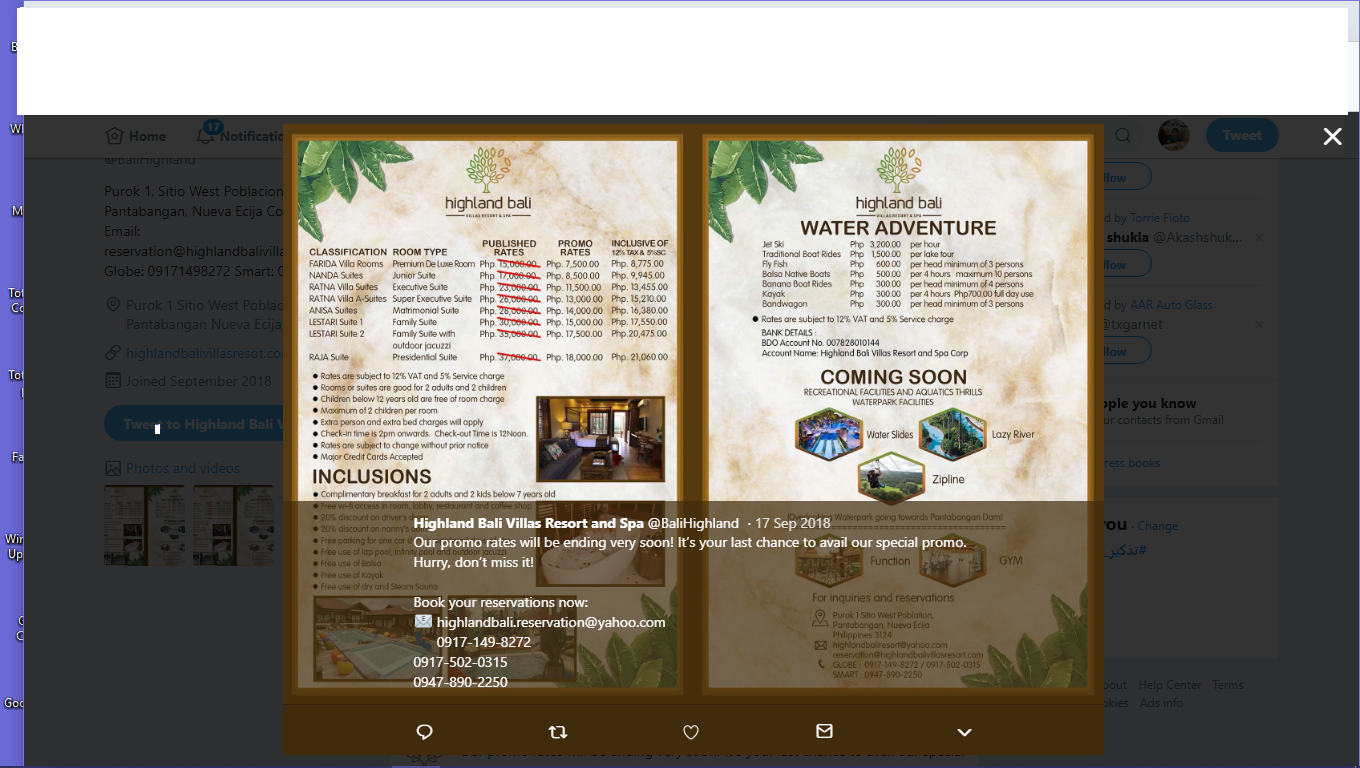 Home
17
Notificatio
Tweet
@BaliHighland
Purok 1, Sitio West Poblacion
Pantabangan, Nueva Ecija Co
Email:
reservation@highlandbalivilla
Globe: 09171498272 Smart: 0
Purok 1 Sitio West Poblac
Pantabangan Nueva Ecija
highlandbalivillasresot.co
Joined September 2018
Tweet to Highland Bali V
Photos and videos
highland bali
VILLAS RESORT & SPA
CLASSIFICATION ROOM TYPE PUBLISHED RATES PROMO RATES INCLUSIVE OF 12% TAX & 5%SC
FARIDA Villa Rooms Premium De Luxe Room Php. 15,000.00 Php. 7,500.00 Php. 8,775.00
NANDA Suites Junior Suite Php. 17,000.00 Php. 8,500.00 Php. 9,945.00
RATNA Villa Suites Executive Suite Php. 23,000.00 Php. 11,500.00 Php. 13,455.00
RATNA Villa A-Suites Super Executive Suite Php. 26,000.00 Php. 13,000.00 Php. 15,210.00
ANISA Suites Matrimonial Suite Php. 28,000.00 Php. 14,000.00 Php. 16,380.00
LESTARI Suite 1 Family Suite Php. 30,000.00 Php. 15,000.00 Php. 17,550.00
LESTARI Suite 2 Family Suite with Php. 35,000.00 Php. 17,500.00 Php. 20,475.00
outdoor jacuzzi
RAJA Suite Presidential Suite Php. 37,000.00 Php. 18,000.00 Php. 21,060.00
● Rates are subject to 12% VAT and 5% Service charge
● Rooms or suites are good for 2 adults and 2 children
● Children below 12 years old are free of room charge
● Maximum of 2 children per room
● Extra person and extra bed charges will apply
● Check-in time is 2pm onwards. Check-out Time is 12Noon.
● Rates are subject to change without prior notice
● Major Credit Cards Accepted
INCLUSIONS
● Complimentary breakfast for 2 adults and 2 kids below 7 years old
● Free wi-fi access in room, lobby, restaurant and coffee shop
● 20% discount on driver's
● 20% discount on nanny's
● Free parking for one car
● Free use of lap pool, infinity pool and outdoor jacuzzi
● Free use of Balsa
● Free use of Kayak
● Free use of dry and Steam Sauna
highland bali
VILLAS RESORT & SPA
WATER ADVENTURE
Jet Ski Php 3,200.00 per hour
Traditional Boat Rides Php 1,500.00 per lake tour
Fly Fish Php 600.00 per head minimum of 3 persons
Balsa Native Boats Php 500.00 per 4 hours maximum 10 persons
Banana Boat Rides Php 300.00 per head minimum of 4 persons
Kayak Php 300.00 per 4 hours Php700.00 full day use
Bandwagon Php 300.00 per head minimum of 3 persons
● Rates are subject to 12% VAT and 5% Service charge
BANK DETAILS :
BDO Account No. 007828010144
Account Name: Highland Bali Villas Resort and Spa Corp
COMING SOON
RECREATIONAL FACILITIES AND AQUATICS THRILLS
WATERPARK FACILITIES
Water Slides
Lazy River
Zipline
(Overlooking Waterpark going towards Pantabangan Dam)
Function
GYM
For inquiries and reservations
Purok 1 Sitio West Poblation,
Pantabangan, Nueva Ecija
Philippines 3124
highlandbaliresort@yahoo.com
reservation@highlandbalivillasresort.com
GLOBE : 0917-149-8272 / 0917-502-0315
SMART : 0947-890-2250
Highland Bali Villas Resort and Spa @BaliHighland · 17 Sep 2018
Our promo rates will be ending very soon! It's your last chance to avail our special promo.
Hurry, don't miss it!
Book your reservations now:
highlandbali.reservation@yahoo.com
0917-149-8272
0917-502-0315
0947-890-2250
llow
d by Torrie Fioto
shukla @Akashshuk...
llow
d by AAR Auto Glass
@txgarnet
llow
ople you know
our contacts from Gmail
ress books
you · Change
#تذكير_
bout Help Center Terms
okies Ads info